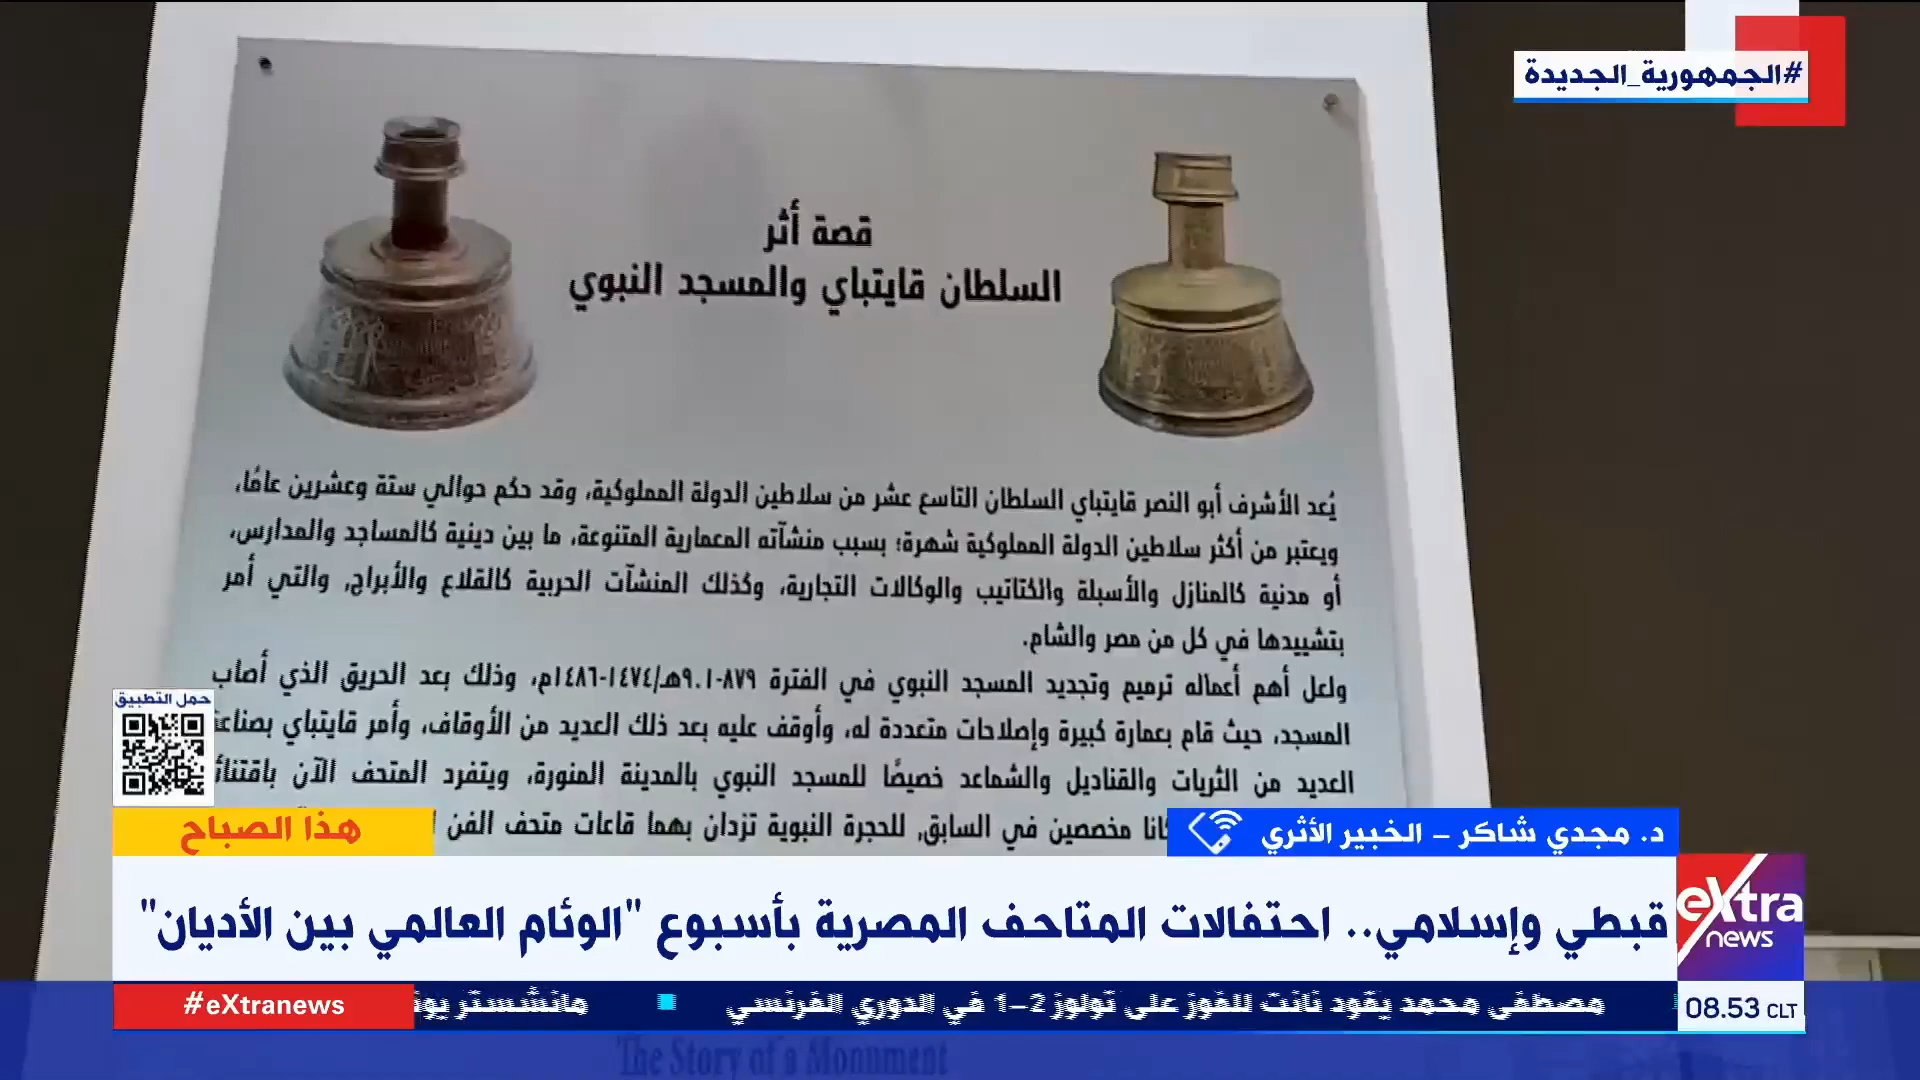 #الجمهورية_الجديدة
قصة أثر
السلطان قايتباي والمسجد النبوي
يُعد الأشرف أبو النصر قايتباي السلطان التاسع عشر من سلاطين الدولة المملوكية، وقد حكم حوالي ستة وعشرين عامًا،
ويعتبر من أكثر سلاطين الدولة المملوكية شهرة؛ بسبب منشآته المعمارية المتنوعة، ما بين دينية كالمساجد والمدارس،
أو مدنية كالمنازل والأسبلة والكتاتيب والوكالات التجارية، وكذلك المنشآت الحربية كالقلاع والأبراج, والتي أمر
بتشييدها في كل من مصر والشام.
ولعل أهم أعماله ترميم وتجديد المسجد النبوي في الفترة ٨٧٩-٩٠١هـ/١٤٧٤-١٤٨٦م، وذلك بعد الحريق الذي أصاب
المسجد، حيث قام بعمارة كبيرة وإصلاحات متعددة له، وأوقف عليه بعد ذلك العديد من الأوقاف، وأمر قايتباي
العديد من الثريات والقناديل والشماعد خصيصًا للمسجد النبوي بالمدينة المنورة، ويتفرد المتحف الآن
مخصصين في السابق, للحجرة النبوية تزدان بهما قاعات متحف الفن
حمل التطبيق
هذا الصباح
د. مجدي شاكر – الخبير الأثري
قبطي وإسلامي.. احتفالات المتاحف المصرية بأسبوع "الوئام العالمي بين الأديان"
eXtra news
#eXtranews
مصطفى محمد يقود نانت للفوز على تولوز 2–1 في الدوري الفرنسي
مانشستر
08.53 CLT
The Story of a Monument